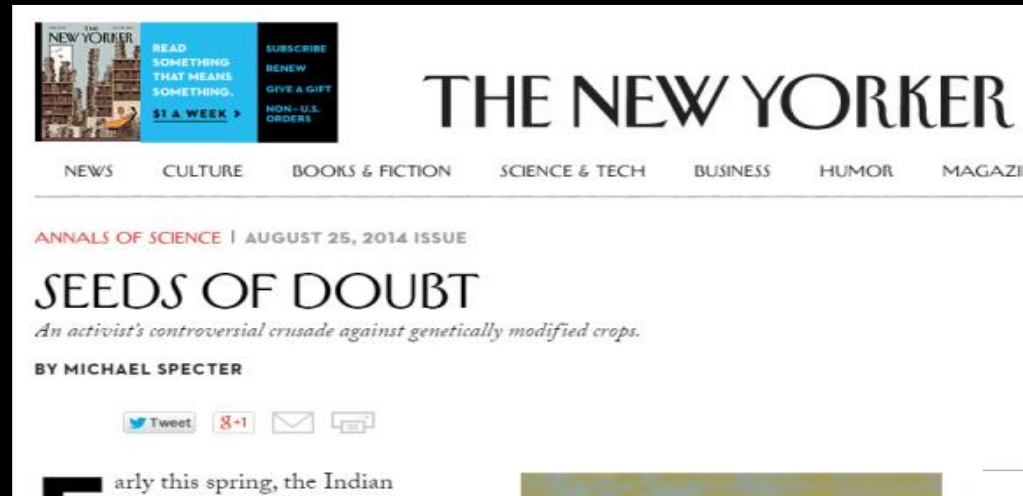 THE
NEW YORKER
READ
SOMETHING
THAT MEANS
SOMETHING.
$1 A WEEK >
SUBSCRIBE
RENEW
GIVE A GIFT
NON-U.S.
ORDERS
THE NEW YORKER
NEWS CULTURE BOOKS & FICTION SCIENCE & TECH BUSINESS HUMOR MAGAZI
ANNALS OF SCIENCE | AUGUST 25, 2014 ISSUE
SEEDS OF DOUBT
An activist's controversial crusade against genetically modified crops.
BY MICHAEL SPECTER
Tweet g+1
Early this spring, the Indian